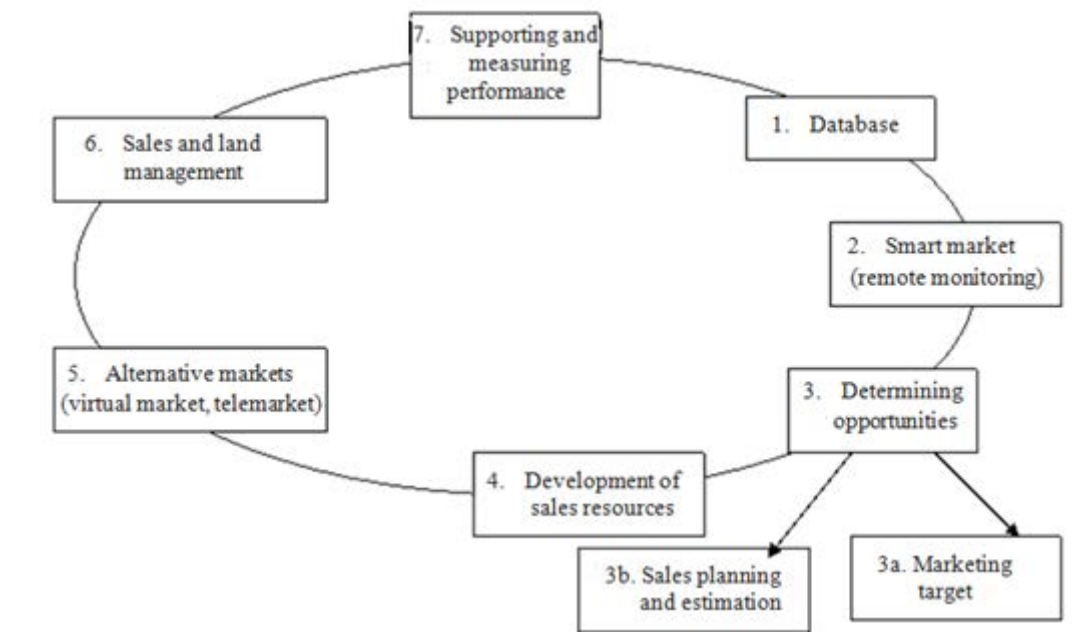 7. Supporting and
measuring
performance
1. Database
6. Sales and land
management
2. Smart market
(remote monitoring)
5. Alternative markets
(virtual market, telemarket)
3. Determining
opportunities
4. Development of
sales resources
3b. Sales planning
and estimation
3a. Marketing
target